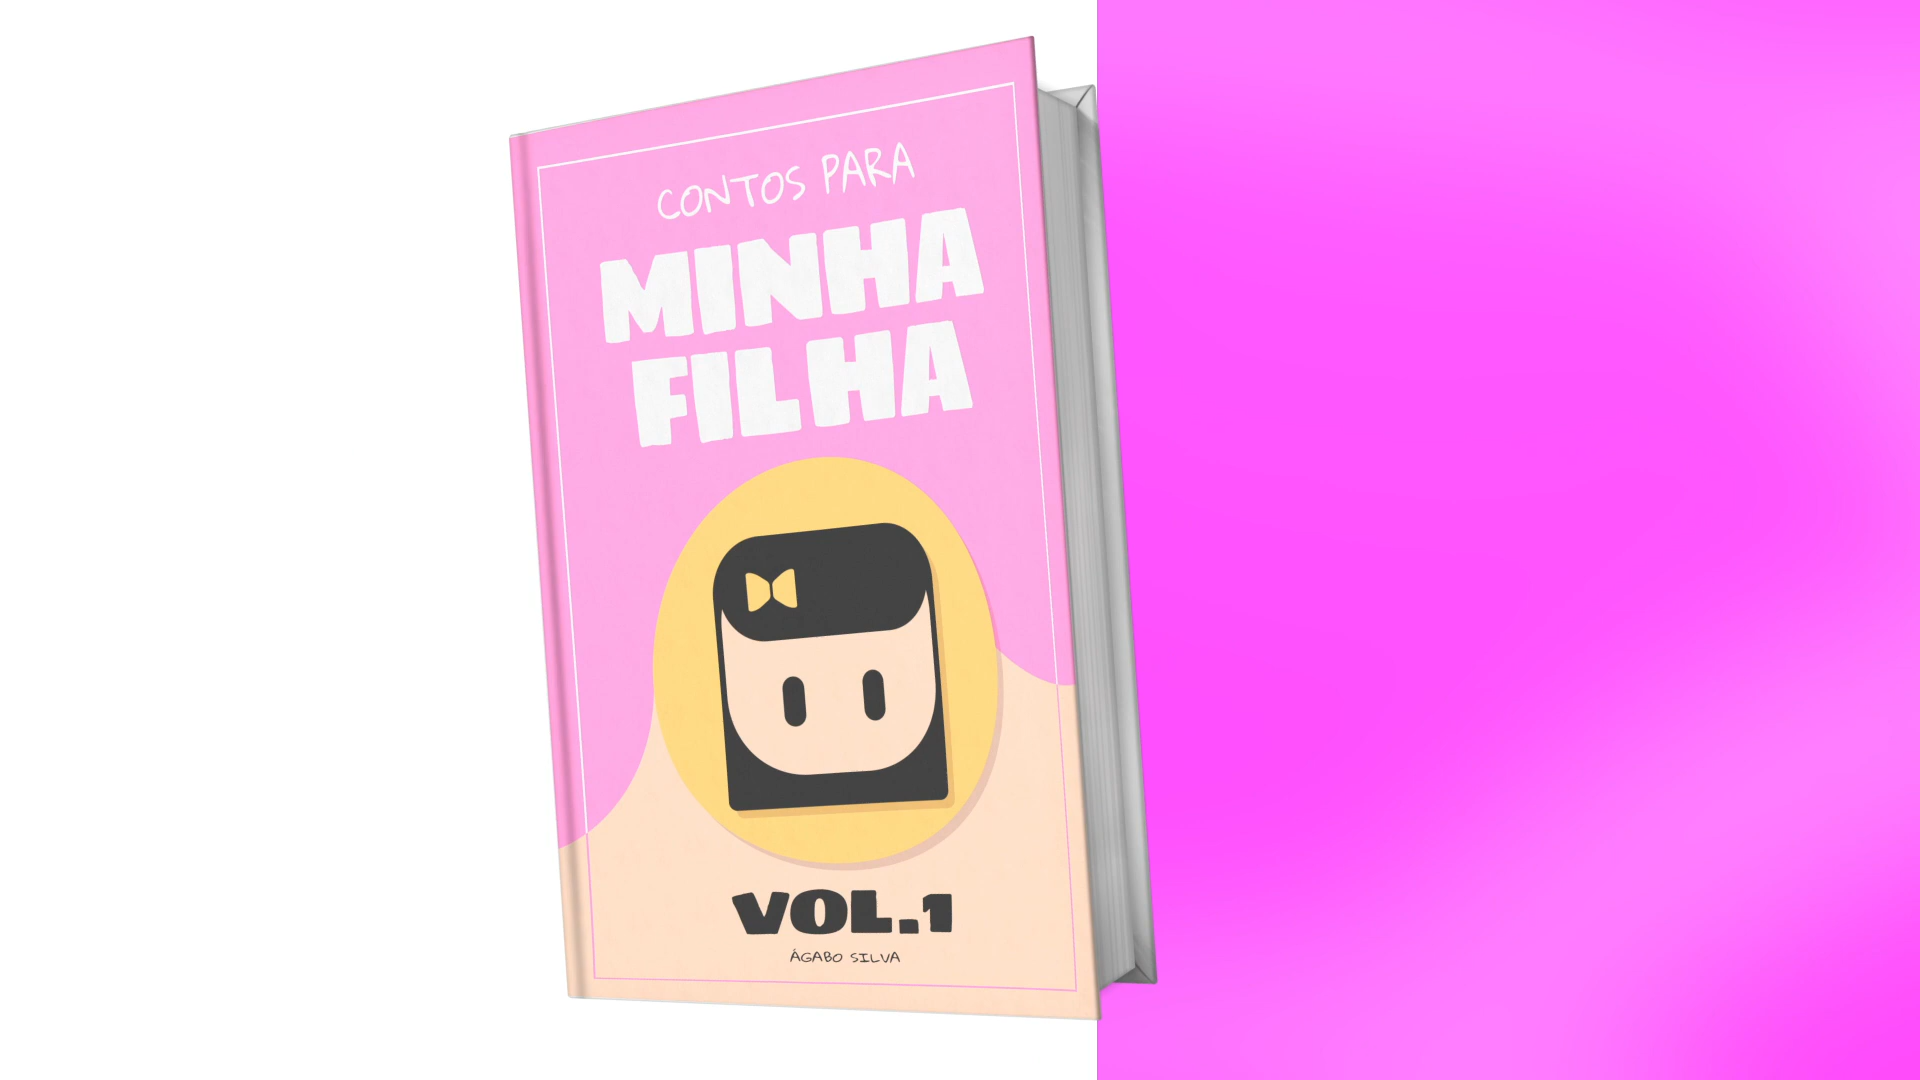 CONTOS PARA
MINHA
FILHA
VOL.1
ÁGABO SILVA